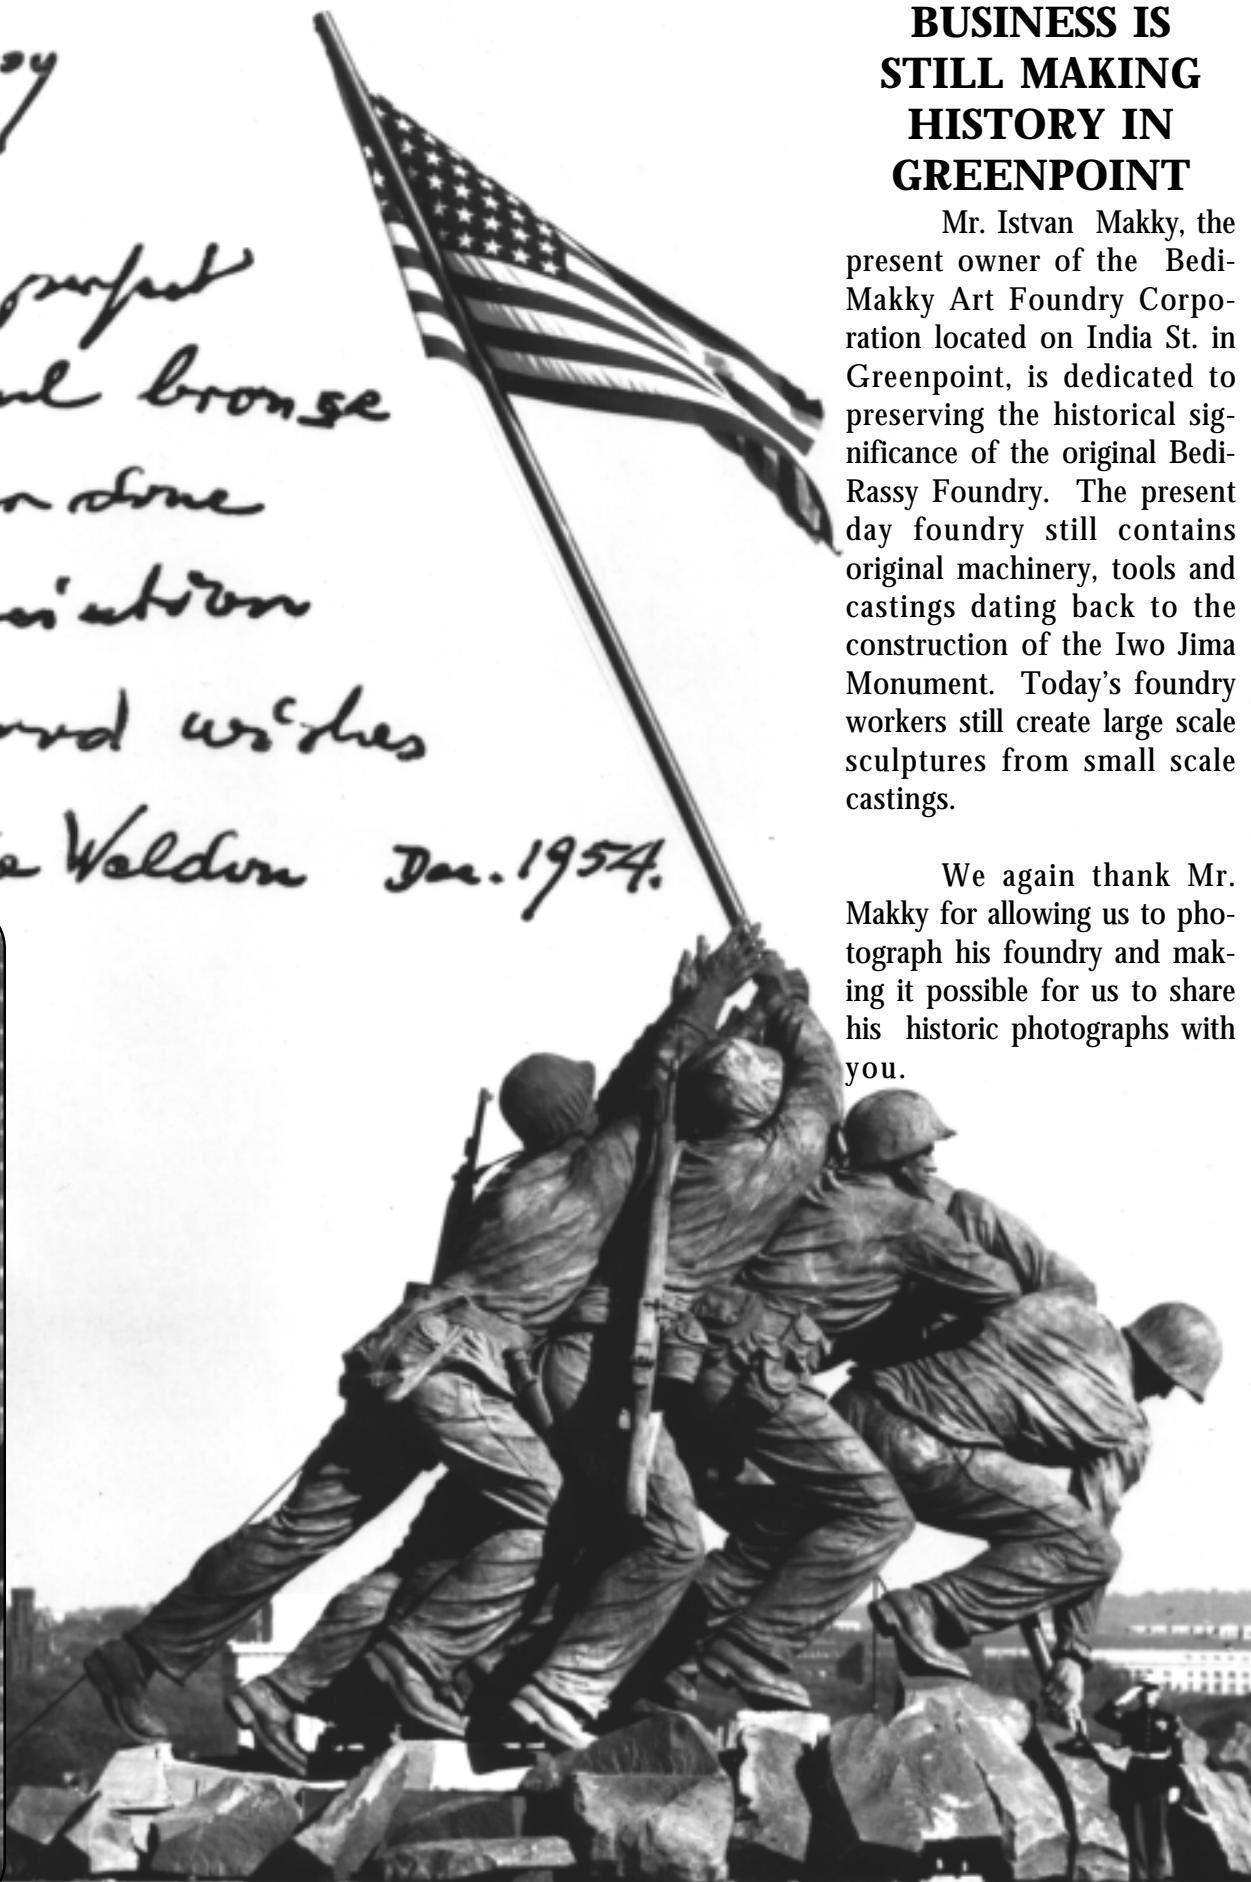 perfect
bronze
done
wishes
Weldon Dec. 1954.
BUSINESS IS
STILL MAKING
HISTORY IN
GREENPOINT
Mr. Istvan Makky, the
present owner of the Bedi-
Makky Art Foundry Corpo-
ration located on India St. in
Greenpoint, is dedicated to
preserving the historical sig-
nificance of the original Bedi-
Rassy Foundry. The present
day foundry still contains
original machinery, tools and
castings dating back to the
construction of the Iwo Jima
Monument. Today's foundry
workers still create large scale
sculptures from small scale
castings.
We again thank Mr.
Makky for allowing us to pho-
tograph his foundry and mak-
ing it possible for us to share
his historic photographs with
you.